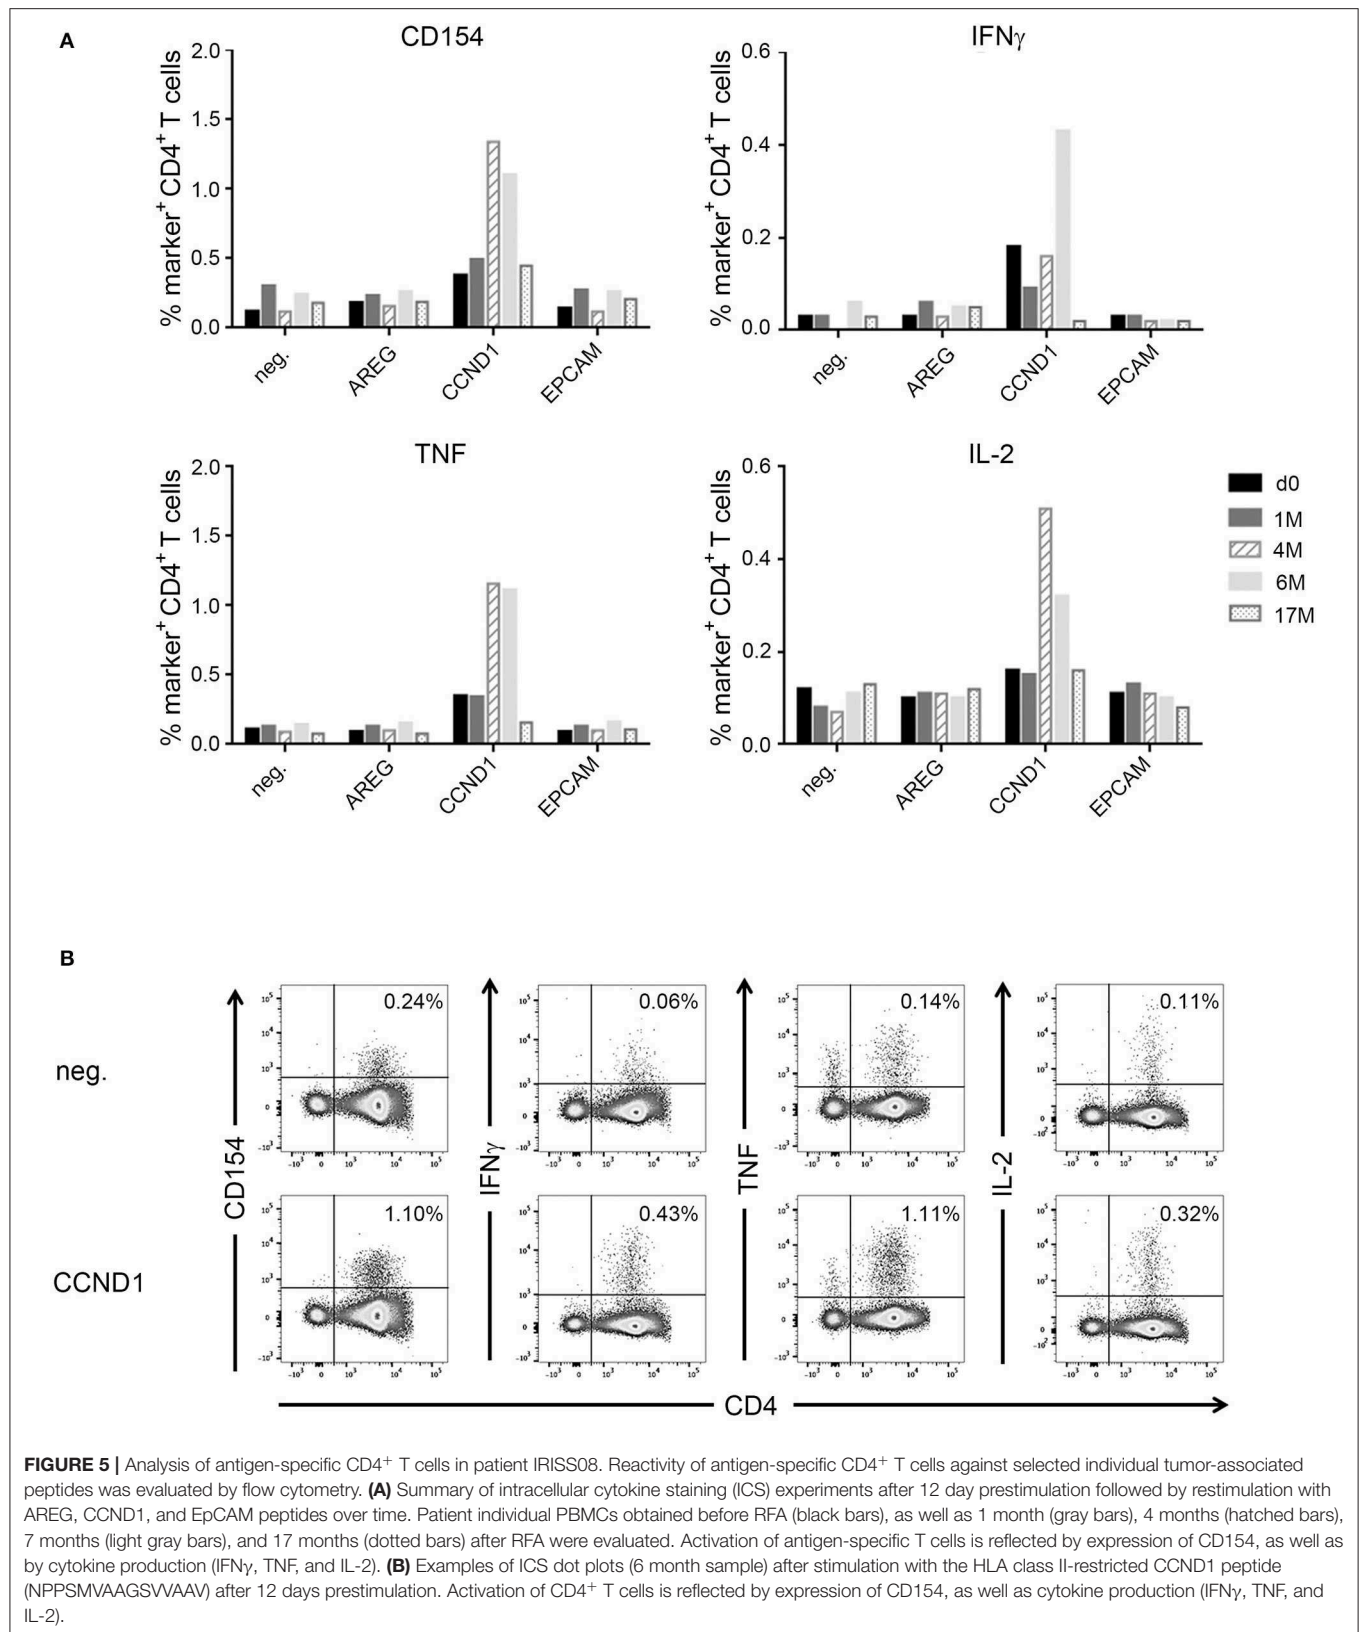 A
CD154
% marker+ CD4+ T cells
2.0
1.5
1.0
0.5
0.0
neg.
AREG
CCND1
EPCAM
IFNγ
% marker+ CD4+ T cells
0.6
0.4
0.2
0.0
neg.
AREG
CCND1
EPCAM
TNF
% marker+ CD4+ T cells
2.0
1.5
1.0
0.5
0.0
neg.
AREG
CCND1
EPCAM
IL-2
% marker+ CD4+ T cells
0.6
0.4
0.2
0.0
neg.
AREG
CCND1
EPCAM
d0
1M
4M
6M
17M
B
neg.
0.24%
0.06%
0.14%
0.11%
CD154
IFNγ
TNF
IL-2
CCND1
1.10%
0.43%
1.11%
0.32%
CD4
FIGURE 5 | Analysis of antigen-specific CD4+ T cells in patient IRISS08. Reactivity of antigen-specific CD4+ T cells against selected individual tumor-associated
peptides was evaluated by flow cytometry. (A) Summary of intracellular cytokine staining (ICS) experiments after 12 day prestimulation followed by restimulation with
AREG, CCND1, and EpCAM peptides over time. Patient individual PBMCs obtained before RFA (black bars), as well as 1 month (gray bars), 4 months (hatched bars),
7 months (light gray bars), and 17 months (dotted bars) after RFA were evaluated. Activation of antigen-specific T cells is reflected by expression of CD154, as well as
by cytokine production (IFNγ, TNF, and IL-2). (B) Examples of ICS dot plots (6 month sample) after stimulation with the HLA class II-restricted CCND1 peptide
(NPPSMVAAGSVVAAV) after 12 days prestimulation. Activation of CD4+ T cells is reflected by expression of CD154, as well as cytokine production (IFNγ, TNF, and
IL-2).